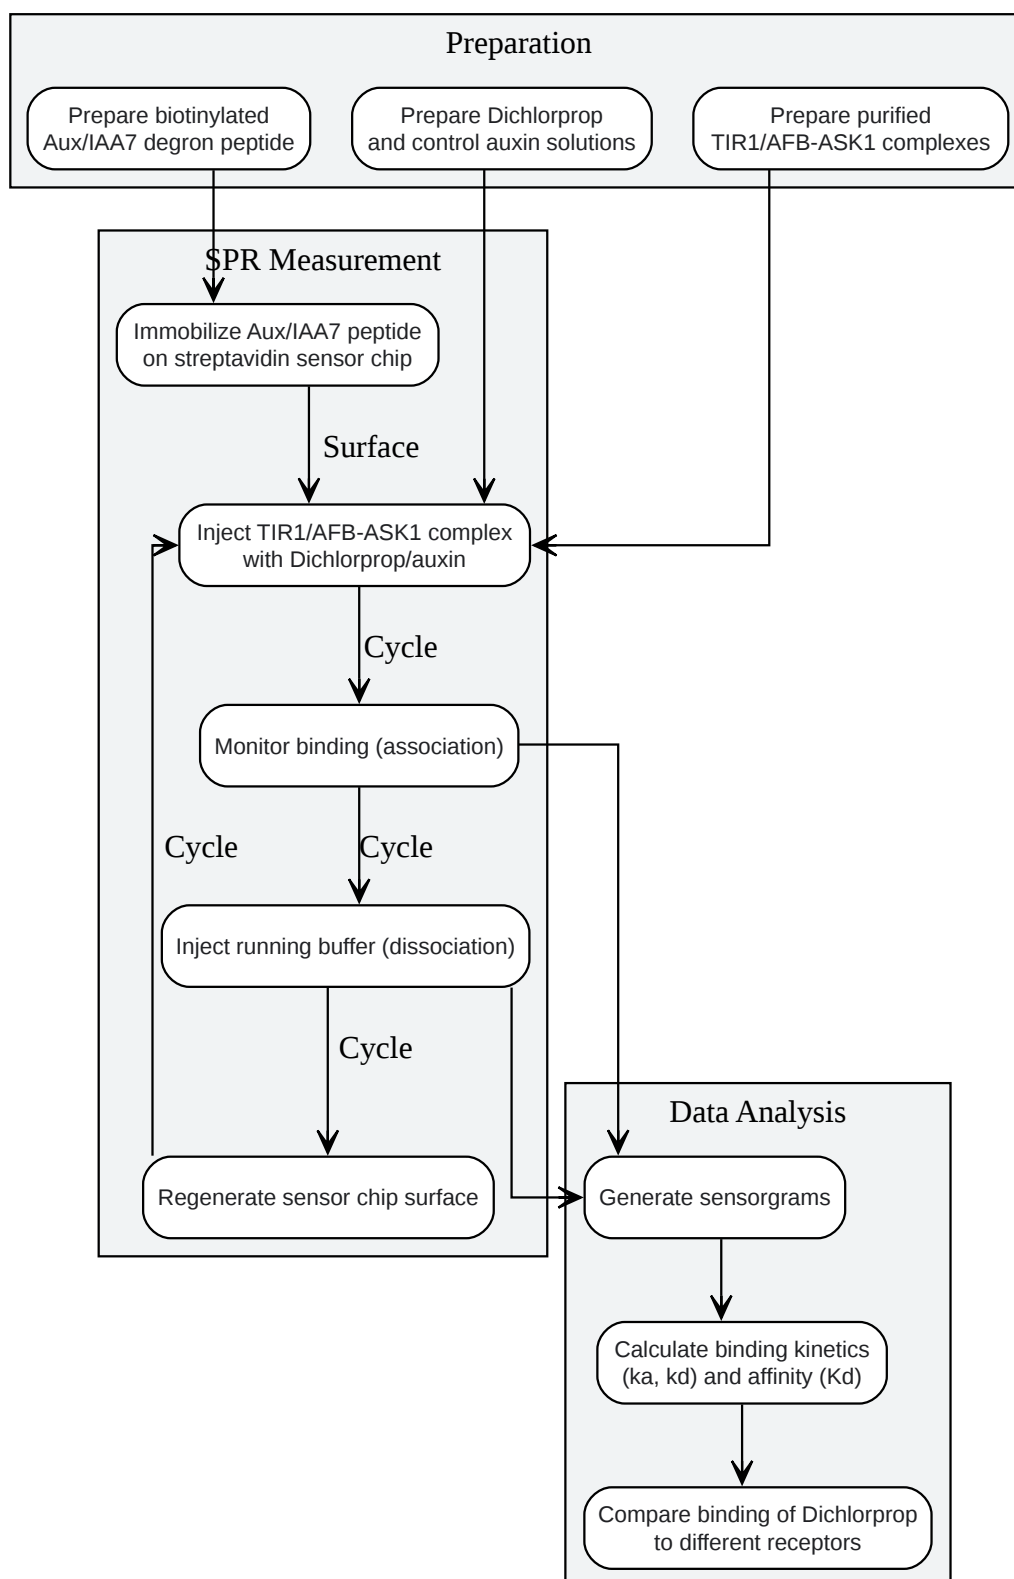 Preparation
Prepare biotinylated
Aux/IAA7 degron peptide
Prepare Dichlorprop
and control auxin solutions
Prepare purified
TIR1/AFB-ASK1 complexes
SPR Measurement
Immobilize Aux/IAA7 peptide
on streptavidin sensor chip
Surface
Inject TIR1/AFB-ASK1 complex
with Dichlorprop/auxin
Cycle
Monitor binding (association)
Cycle
Cycle
Inject running buffer (dissociation)
Cycle
Data Analysis
Regenerate sensor chip surface
Generate sensorgrams
Calculate binding kinetics
(ka, kd) and affinity (Kd)
Compare binding of Dichlorprop
to different receptors